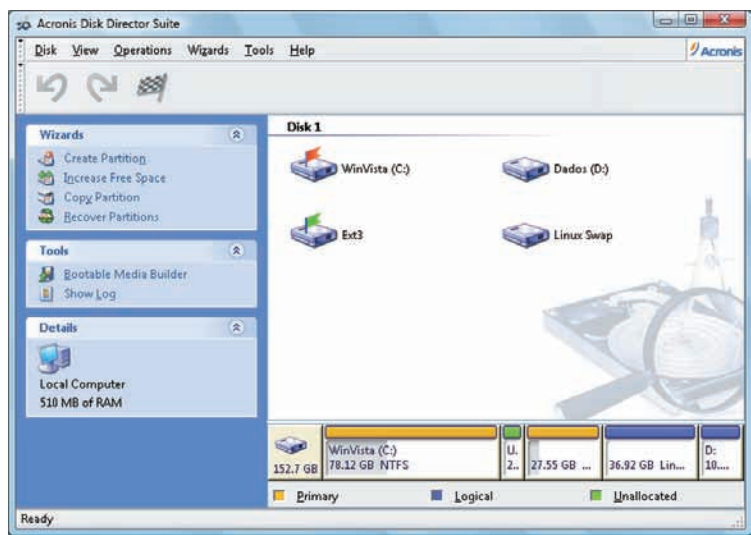 Acronis Disk Director Suite
Disk View Operations Wizards Tools Help
Acronis
Wizards
Create Partition
Increase Free Space
Copy Partition
Recover Partitions
Tools
Bootable Media Builder
Show Log
Details
Local Computer
510 MB of RAM
Disk 1
WinVista (C:)
Dados (D:)
Ext3
Linux Swap
152.7 GB
WinVista (C:)
78.12 GB NTFS
U.
2..
27.55 GB ...
36.92 GB Lin...
D:
10....
Primary Logical Unallocated
Ready